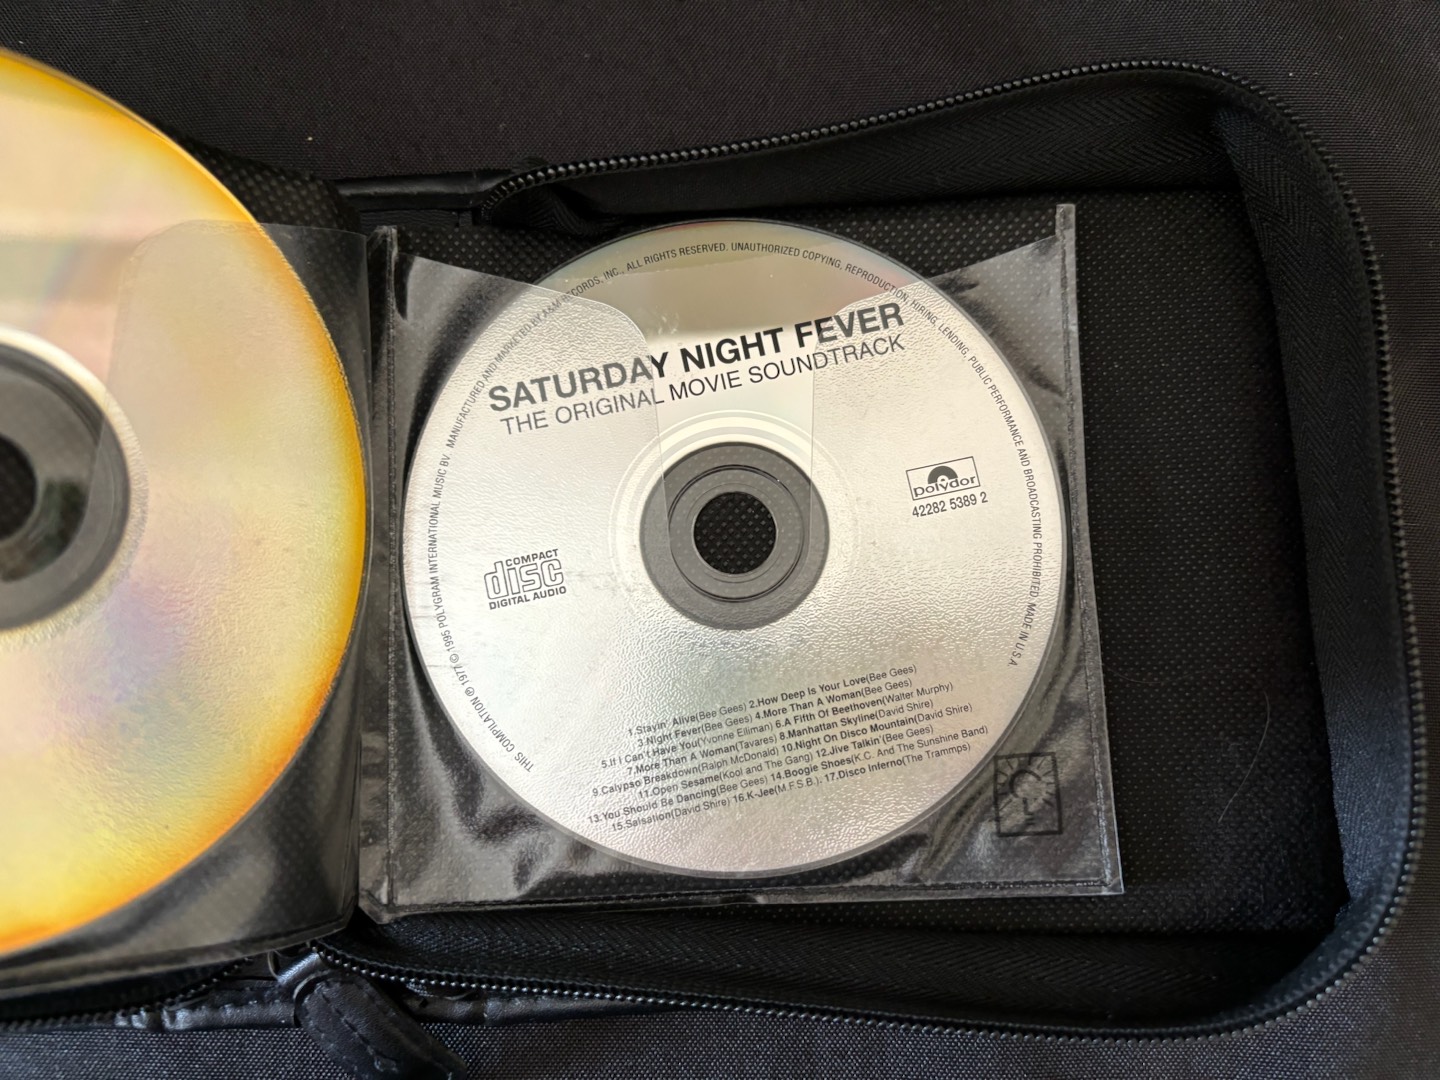 THIS COMPILATION ℗ 1977 © 1995 POLYGRAM INTERNATIONAL MUSIC BV  MANUFACTURED AND MARKETED BY A&M RECORDS, INC., ALL RIGHTS RESERVED. UNAUTHORIZED COPYING, REPRODUCTION, HIRING, LENDING, PUBLIC PERFORMANCE AND BROADCASTING PROHIBITED. MADE IN U.S.A.
SATURDAY NIGHT FEVER
THE ORIGINAL MOVIE SOUNDTRACK
polydor
42282 5389 2
COMPACT
disc
DIGITAL AUDIO
1.Stayin' Alive(Bee Gees) 2.How Deep Is Your Love(Bee Gees)
3.Night Fever(Bee Gees) 4.More Than A Woman(Bee Gees)
5.If I Can't Have You(Yvonne Elliman) 6.A Fifth Of Beethoven(Walter Murphy)
7.More Than A Woman(Tavares) 8.Manhattan Skyline(David Shire)
9.Calypso Breakdown(Ralph McDonald) 10.Night On Disco Mountain(David Shire)
11.Open Sesame(Kool and The Gang) 12.Jive Talkin'(Bee Gees)
13.You Should Be Dancing(Bee Gees) 14.Boogie Shoes(K.C. And The Sunshine Band)
15.Salsation(David Shire) 16.K-Jee(M.F.S.B.); 17.Disco Inferno(The Trammps)